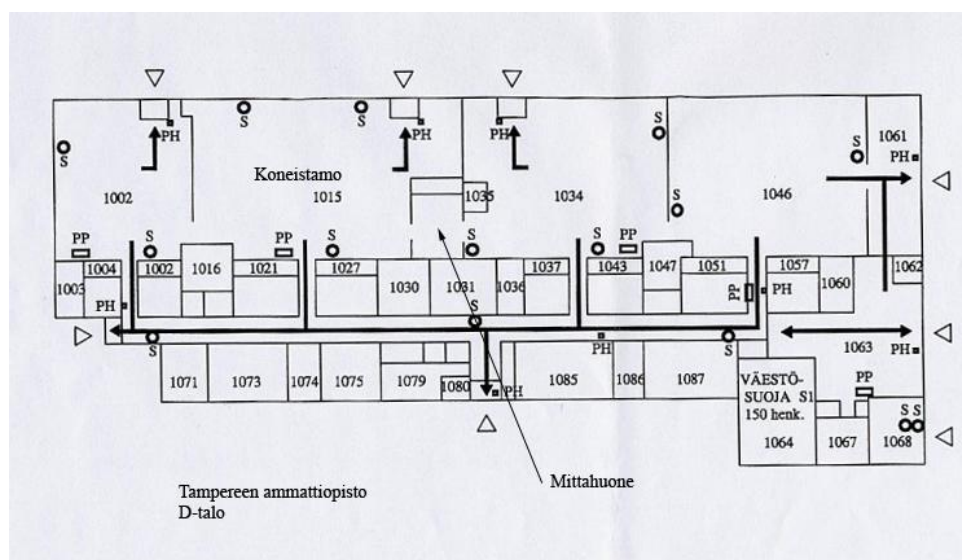 PH
PH
PH
S
1061
S
S
PH
Koneistamo
1002
1015
1035
1034
1046
S
PP
S
PP
S
S
S
PP
1004
1002
1016
1021
1027
1037
1043
1047
1051
1057
1062
1003
1030
1031
1036
1060
PH
PP
PH
S
S
PH
1063
PH
1071
1073
1074
1075
1079
1080
PH
1085
1086
1087
VÄESTÖ-
SUOJA S1
150 henk.
PP
S S
1064
1067
1068
Mittahuone
Tampereen ammattiopisto
D-talo